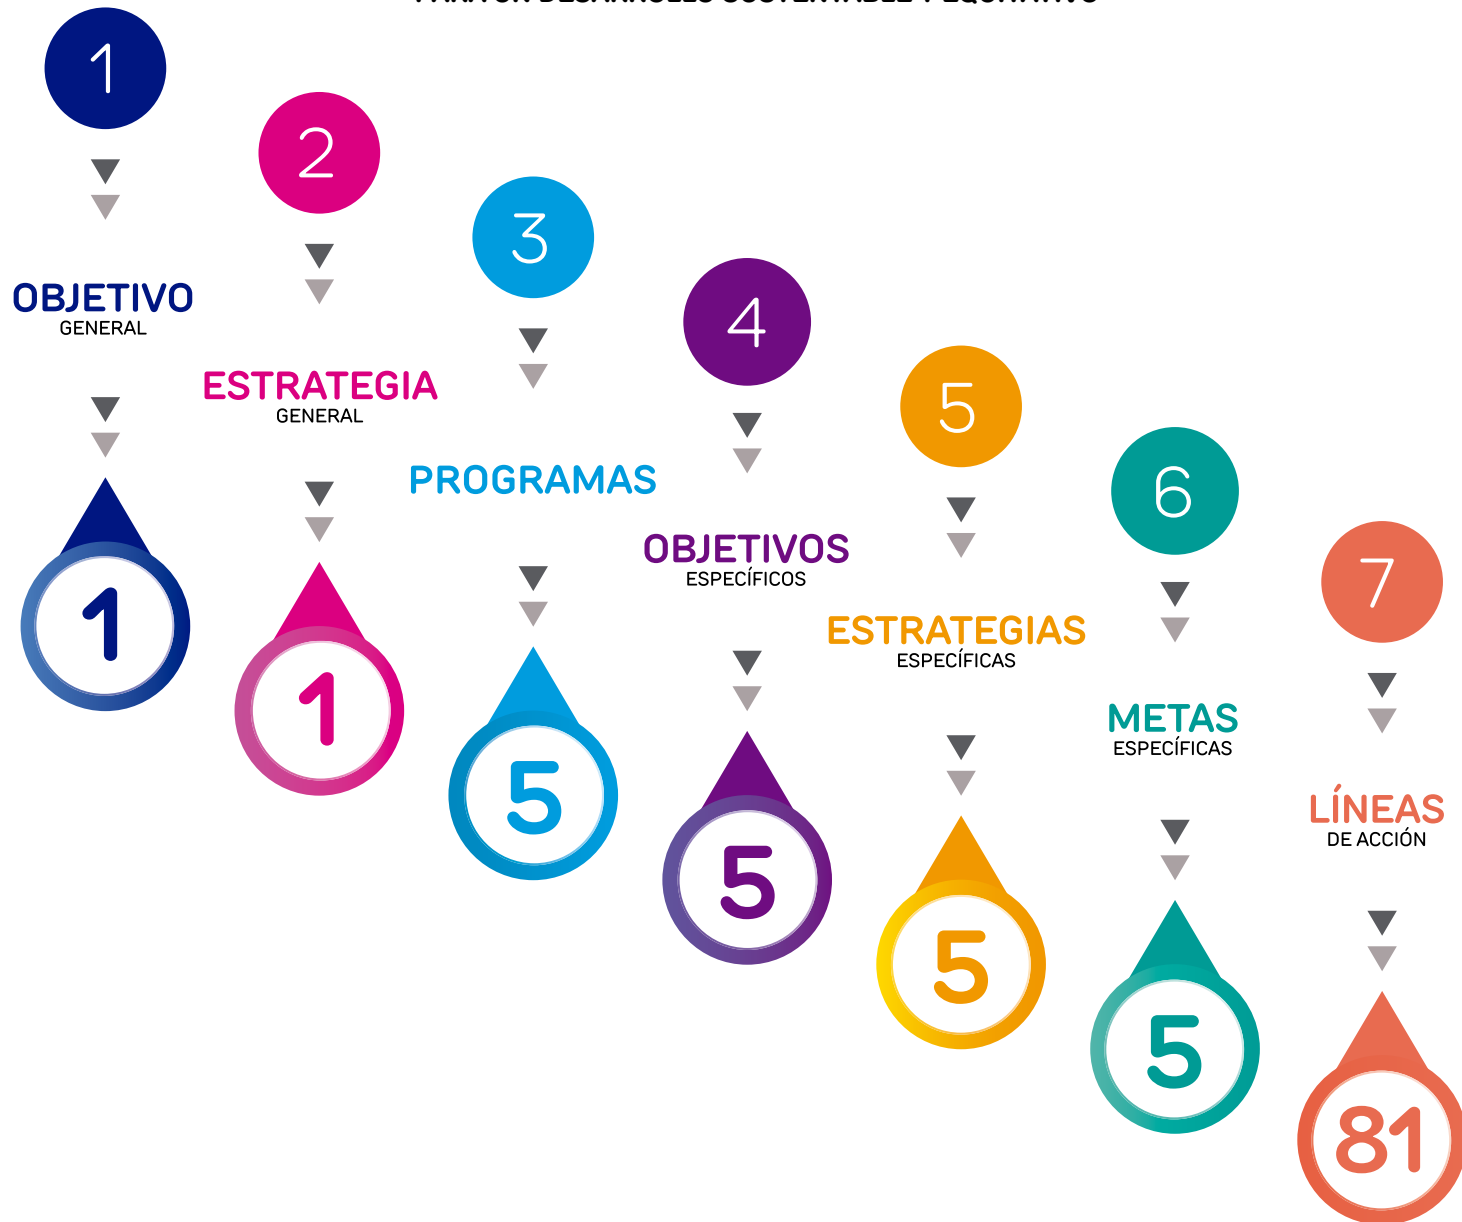 1
OBJETIVO
GENERAL
1
2
ESTRATEGIA
GENERAL
1
3
PROGRAMAS
5
4
OBJETIVOS
ESPECÍFICOS
5
5
ESTRATEGIAS
ESPECÍFICAS
5
6
METAS
ESPECÍFICAS
5
7
LÍNEAS
DE ACCIÓN
81